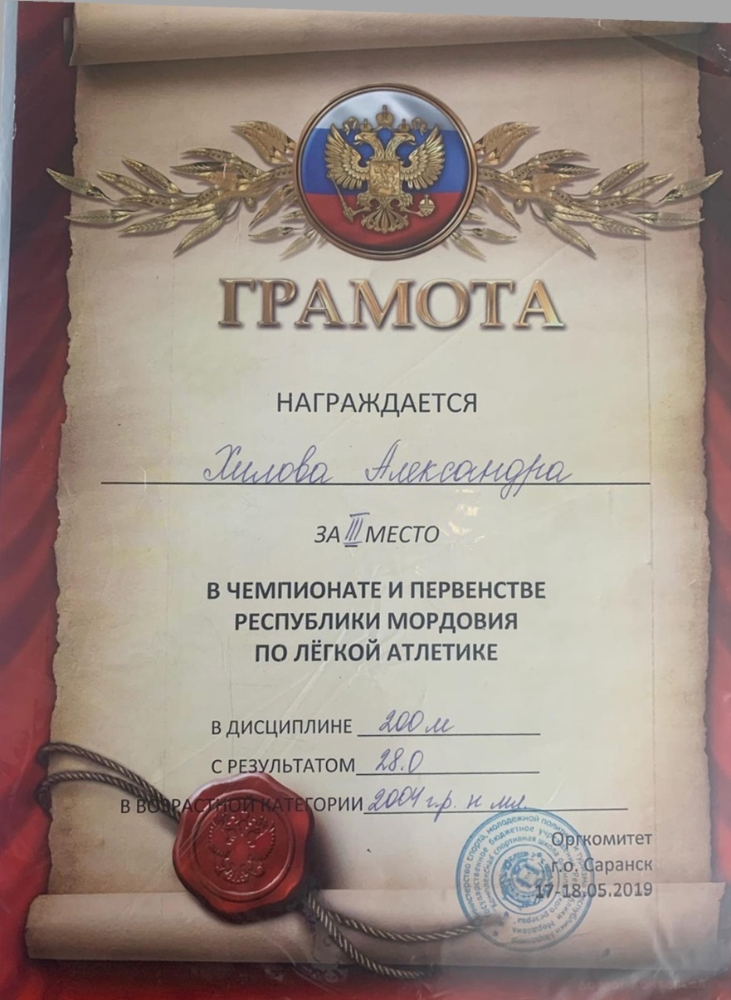 ГРАМОТА
НАГРАЖДАЕТСЯ
Хилова Александра
ЗА III МЕСТО
В ЧЕМПИОНАТЕ И ПЕРВЕНСТВЕ
РЕСПУБЛИКИ МОРДОВИЯ
ПО ЛЁГКОЙ АТЛЕТИКЕ
В ДИСЦИПЛИНЕ 200 м
С РЕЗУЛЬТАТОМ 28.0
В ВОЗРАСТНОЙ КАТЕГОРИИ 2004 г.р. и мл.
Оргкомитет
г.о. Саранск
17-18.05.2019